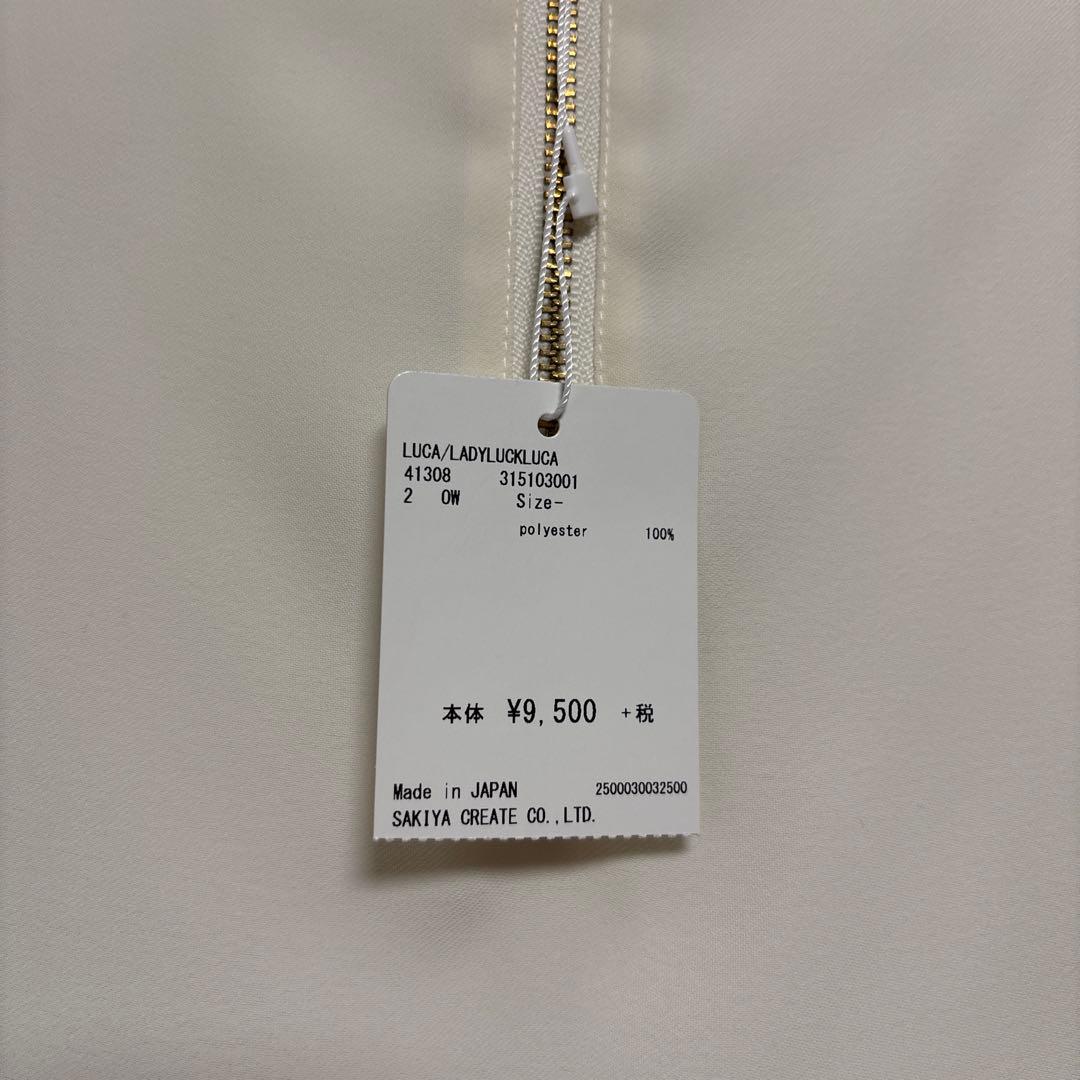 LUCA/LADYLUCKLUCA
41308 315103001
2 OW Size-
polyester 100%
本体 ¥9,500 +税
Made in JAPAN 2500030032500
SAKIYA CREATE CO.,LTD.